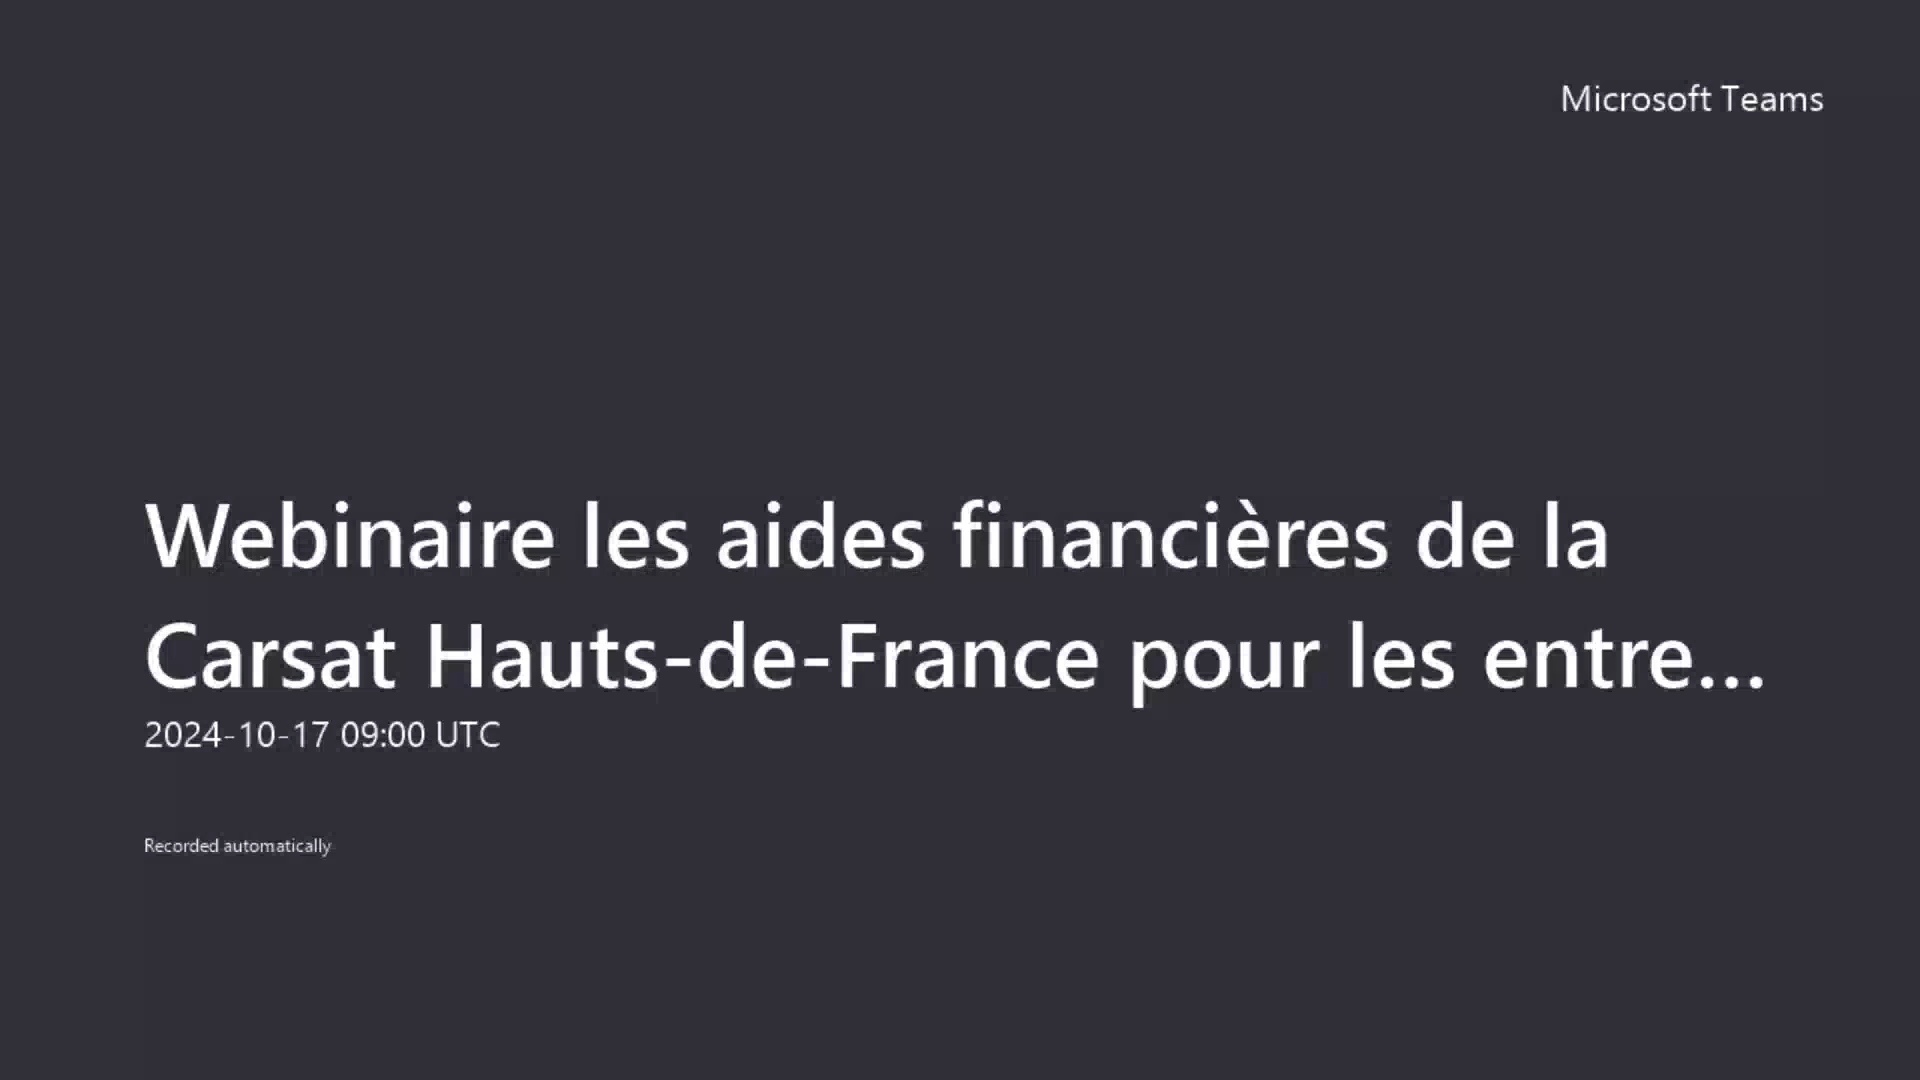 Microsoft Teams
Webinaire les aides financières de la
Carsat Hauts-de-France pour les entre...
2024-10-17 09:00 UTC
Recorded automatically